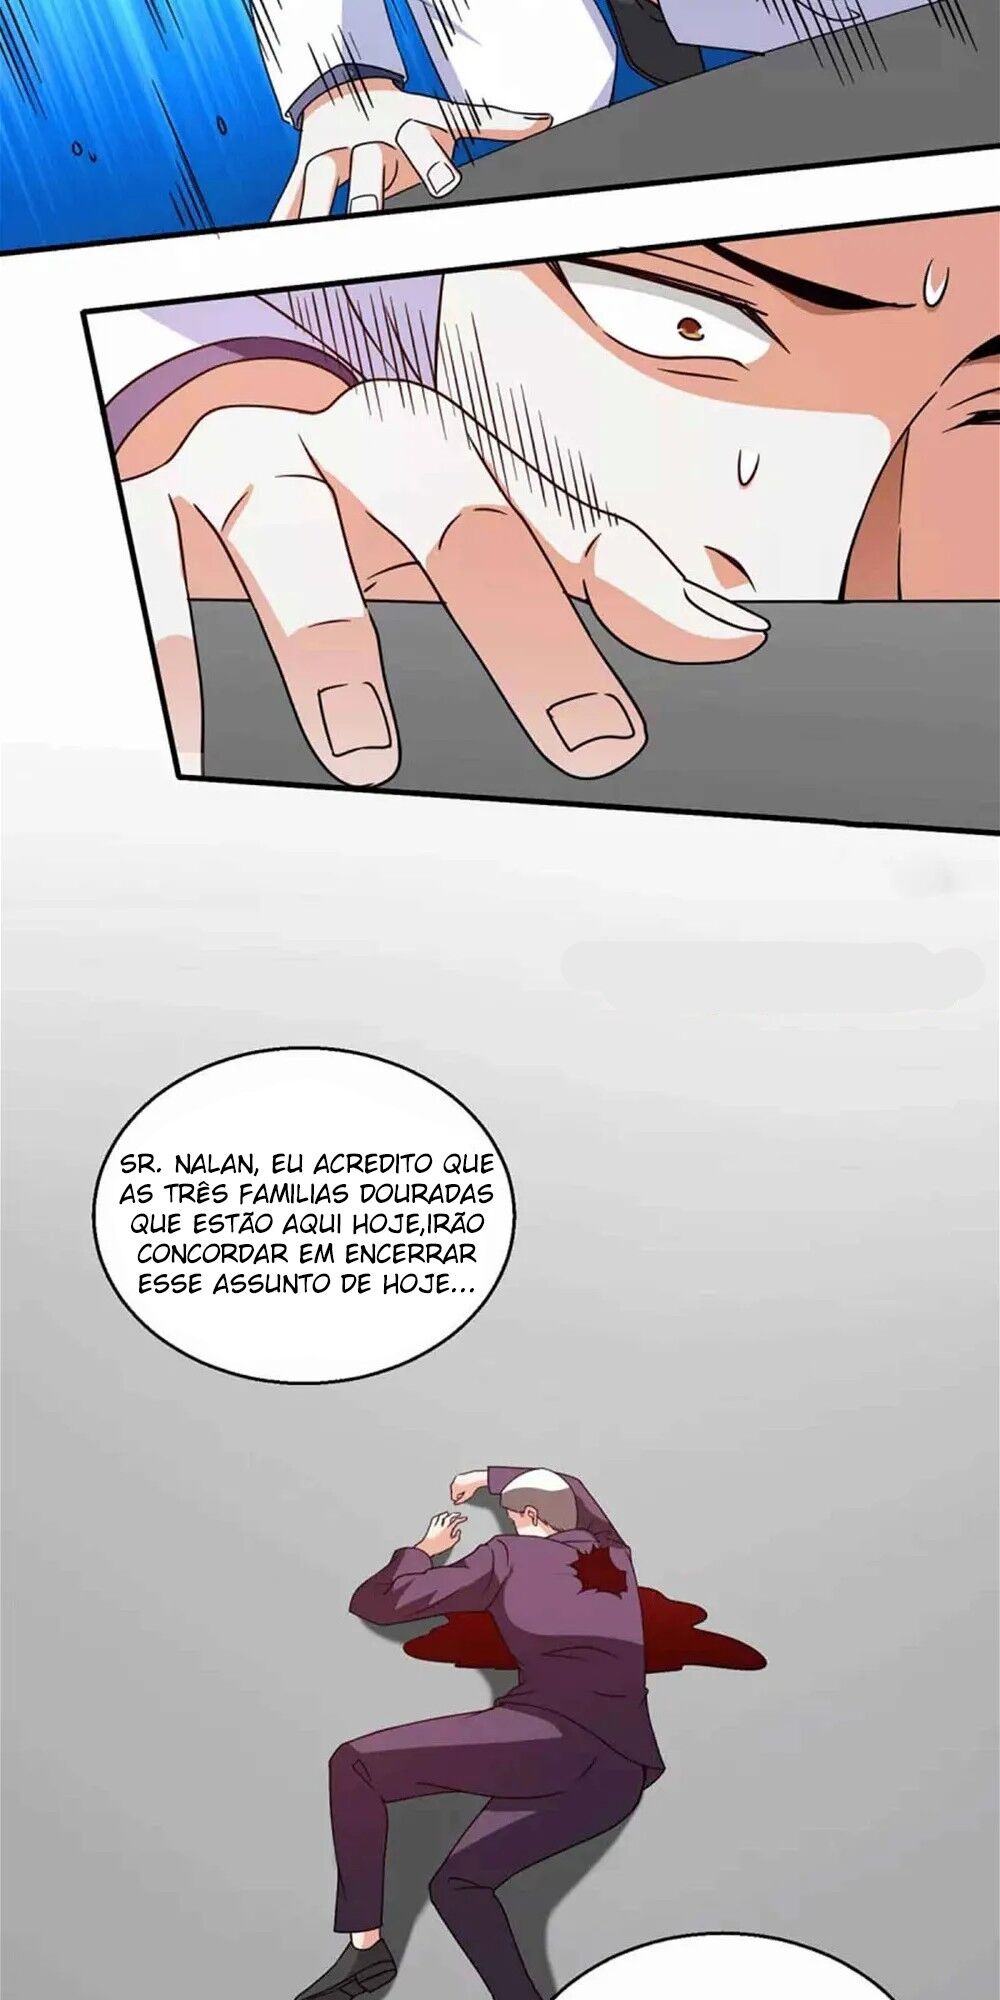 SR. NALAN, EU ACREDITO QUE
AS TRÊS FAMILIAS DOURADAS
QUE ESTÃO AQUI HOJE,IRÃO
CONCORDAR EM ENCERRAR
ESSE ASSUNTO DE HOJE...